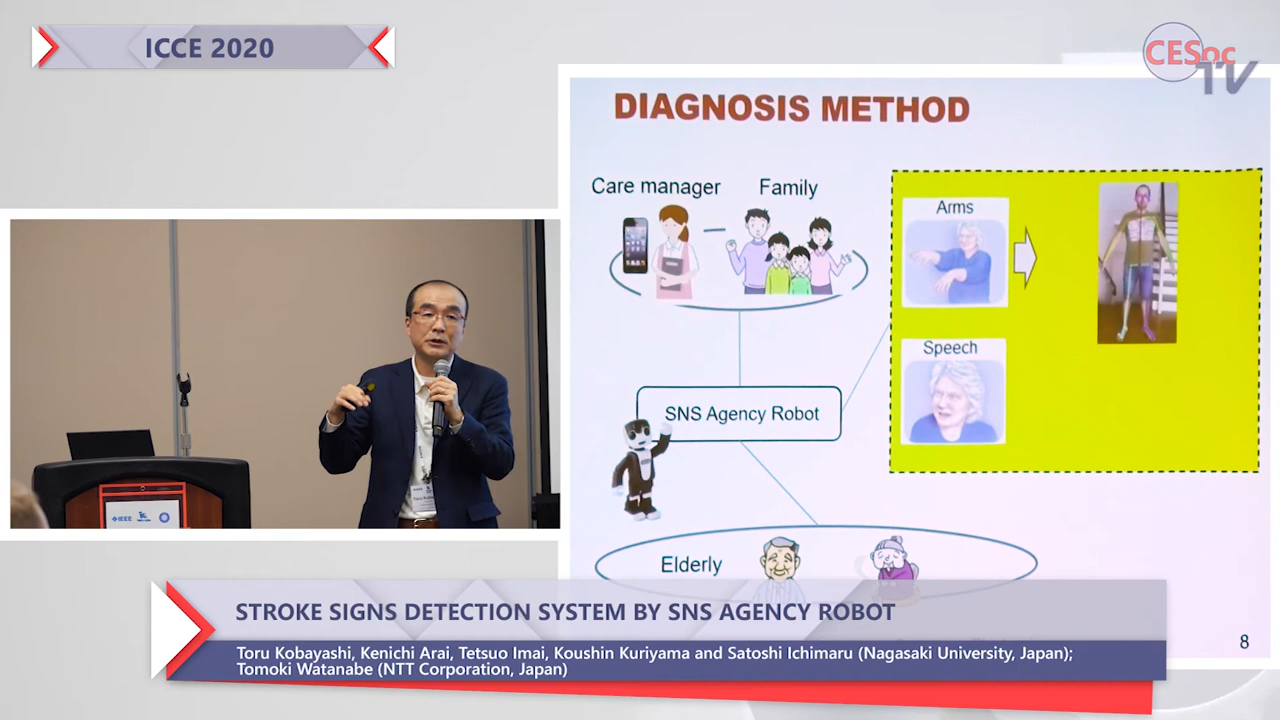 ICCE 2020
CESoc
TV
DIAGNOSIS METHOD
Care manager
Family
Arms
Speech
SNS Agency Robot
Elderly
8
IEEE
STROKE SIGNS DETECTION SYSTEM BY SNS AGENCY ROBOT
Toru Kobayashi, Kenichi Arai, Tetsuo Imai, Koushin Kuriyama and Satoshi Ichimaru (Nagasaki University, Japan);
Tomoki Watanabe (NTT Corporation, Japan)